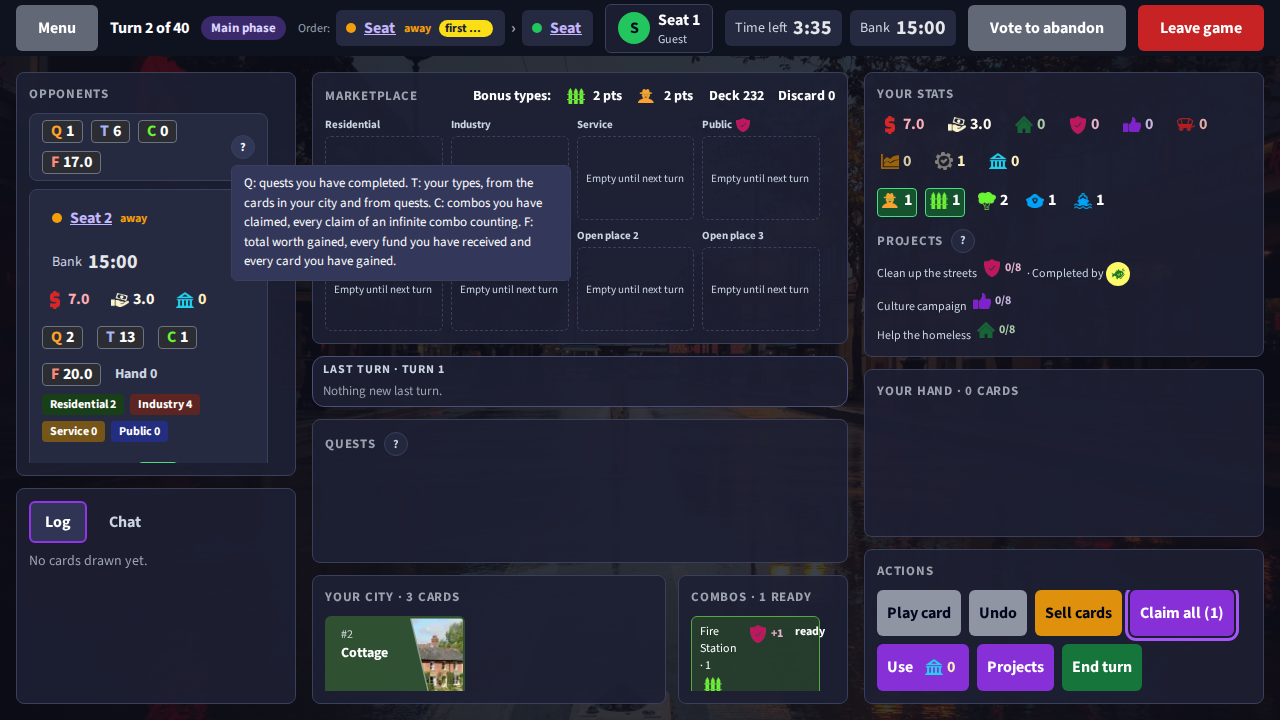 Menu
Turn 2 of 40
Main phase
Order:
Seat away first ...
›
Seat
S
Seat 1
Guest
Time left 3:35
Bank 15:00
Vote to abandon
Leave game
OPPONENTS
Q 1 T 6 C 0
F 17.0
?
Q: quests you have completed. T: your types, from the
cards in your city and from quests. C: combos you have
claimed, every claim of an infinite combo counting. F:
total worth gained, every fund you have received and
every card you have gained.
Seat 2 away
Bank 15:00
7.0 3.0 0
Q 2 T 13 C 1
F 20.0 Hand 0
Residential 2 Industry 4
Service 0 Public 0
Log Chat
No cards drawn yet.
MARKETPLACE
Bonus types: 2 pts 2 pts Deck 232 Discard 0
Residential Industry Service Public
Empty until next turn Empty until next turn
Open place 2 Open place 3
Empty until next turn Empty until next turn Empty until next turn Empty until next turn
LAST TURN · TURN 1
Nothing new last turn.
QUESTS ?
YOUR CITY · 3 CARDS
#2
Cottage
COMBOS · 1 READY
Fire
Station
· 1
+1 ready
YOUR STATS
$ 7.0 3.0 0 0 0 0
0 1 0
1 1 2 1 1
PROJECTS ?
Clean up the streets 0/8 · Completed by
Culture campaign 0/8
Help the homeless 0/8
YOUR HAND · 0 CARDS
ACTIONS
Play card Undo Sell cards Claim all (1)
Use 0 Projects End turn